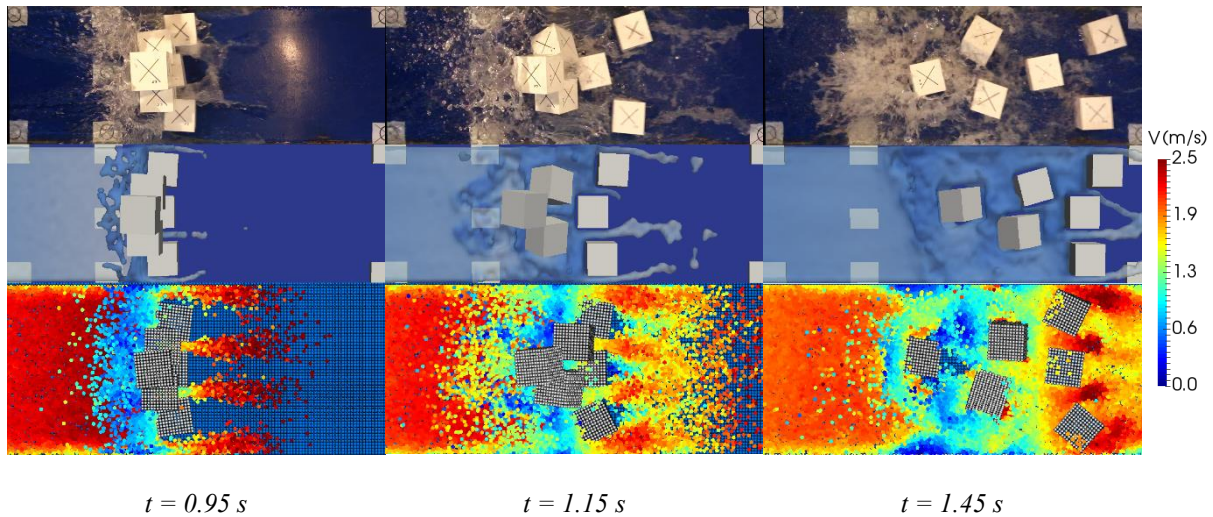 V(m/s)
2.5
1.9
1.3
0.6
0.0
t = 0.95 s
t = 1.15 s
t = 1.45 s